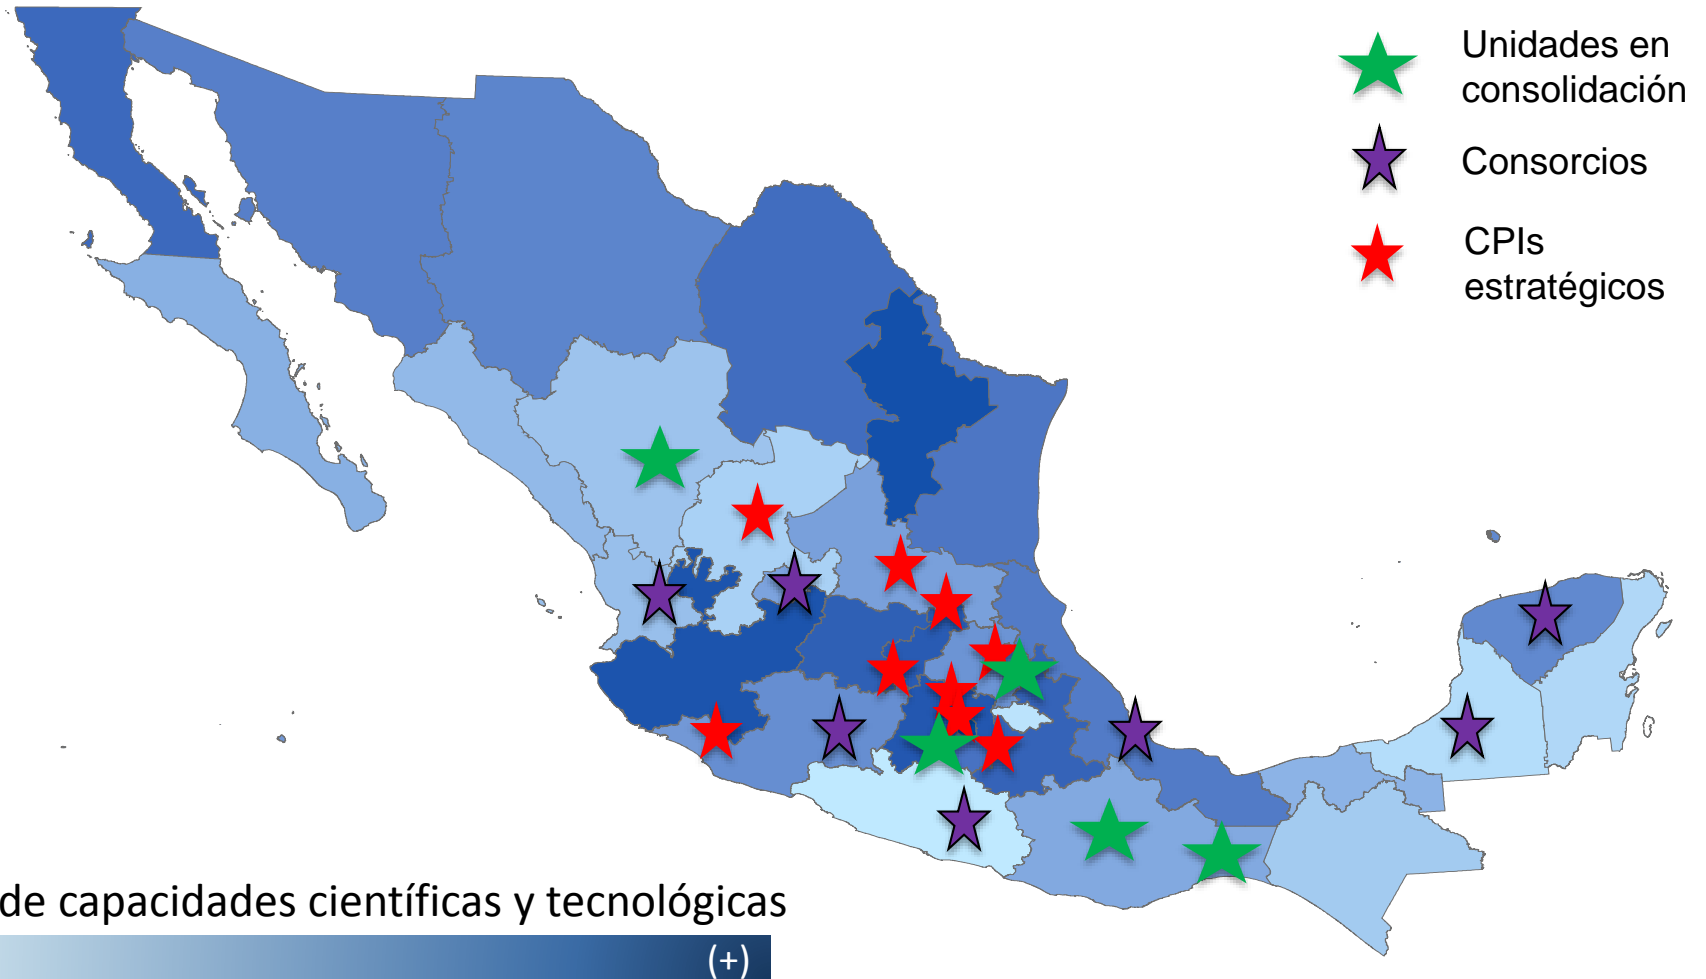 Unidades en
consolidación
Consorcios
CPIs
estratégicos
de capacidades científicas y tecnológicas
(+)